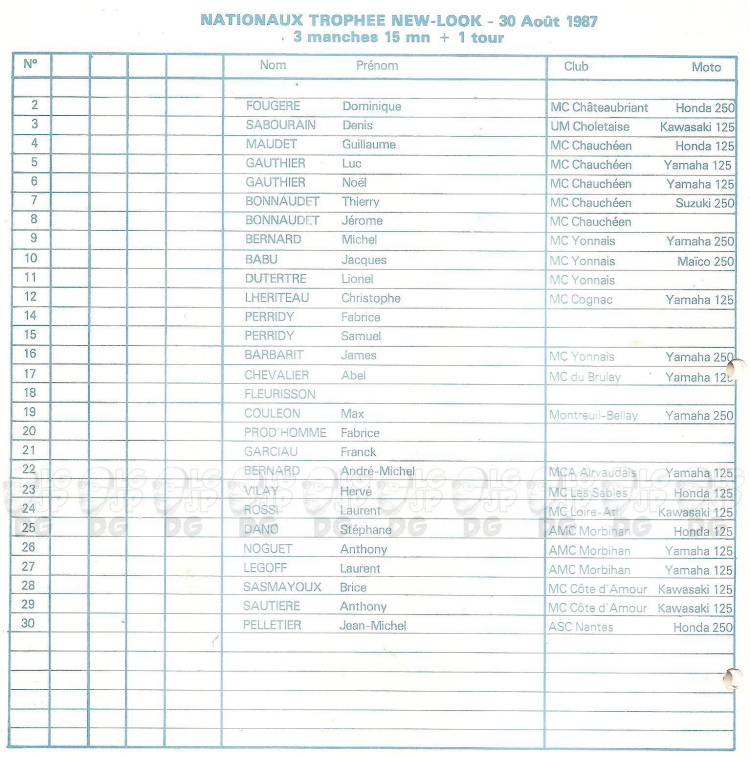 NATIONAUX TROPHEE NEW-LOOK - 30 Août 1987
3 manches 15 mn + 1 tour
N° Nom Prénom Club Moto
2 FOUGERE Dominique MC Châteaubriant Honda 250
3 SABOURAIN Denis UM Choletaise Kawasaki 125
4 MAUDET Guillaume MC Chauchéen Honda 125
5 GAUTHIER Luc MC Chauchéen Yamaha 125
6 GAUTHIER Noël MC Chauchéen Yamaha 125
7 BONNAUDET Thierry MC Chauchéen Suzuki 250
8 BONNAUDET Jérome MC Chauchéen
9 BERNARD Michel MC Yonnais Yamaha 250
10 BABU Jacques MC Yonnais Maïco 250
11 DUTERTRE Lionel MC Yonnais
12 LHERITEAU Christophe MC Cognac Yamaha 125
14 PERRIDY Fabrice
15 PERRIDY Samuel
16 BARBARIT James MC Yonnais Yamaha 250
17 CHEVALIER Abel MC du Brulay Yamaha 125
18 FLEURISSON
19 COULEON Max Montreuil-Bellay Yamaha 250
20 PROD'HOMME Fabrice
21 GARCIAU Franck
22 BERNARD André-Michel MCA Airvaudais Yamaha 125
23 VILAY Hervé MC Les Sables Honda 125
24 ROSSI Laurent MC Loire-Atl Kawasaki 125
25 DANO Stéphane AMC Morbihan Honda 125
26 NOGUET Anthony AMC Morbihan Yamaha 125
27 LEGOFF Laurent AMC Morbihan Yamaha 125
28 SASMAYOUX Brice MC Côte d'Amour Kawasaki 125
29 SAUTIERE Anthony MC Côte d'Amour Kawasaki 125
30 PELLETIER Jean-Michel ASC Nantes Honda 250